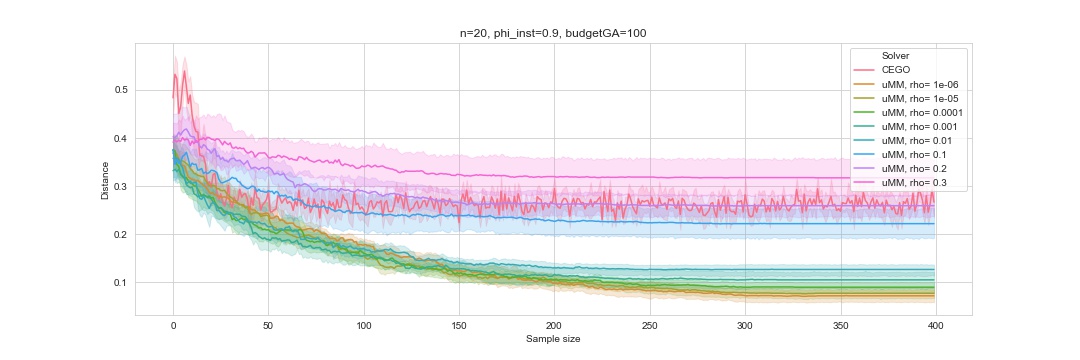 n=20, phi_inst=0.9, budgetGA=100
Solver
CEGO
uMM, rho= 1e-06
uMM, rho= 1e-05
uMM, rho= 0.0001
uMM, rho= 0.001
uMM, rho= 0.01
uMM, rho= 0.1
uMM, rho= 0.2
uMM, rho= 0.3
Distance
0.5
0.4
0.3
0.2
0.1
0 50 100 150 200 250 300 350 400
Sample size